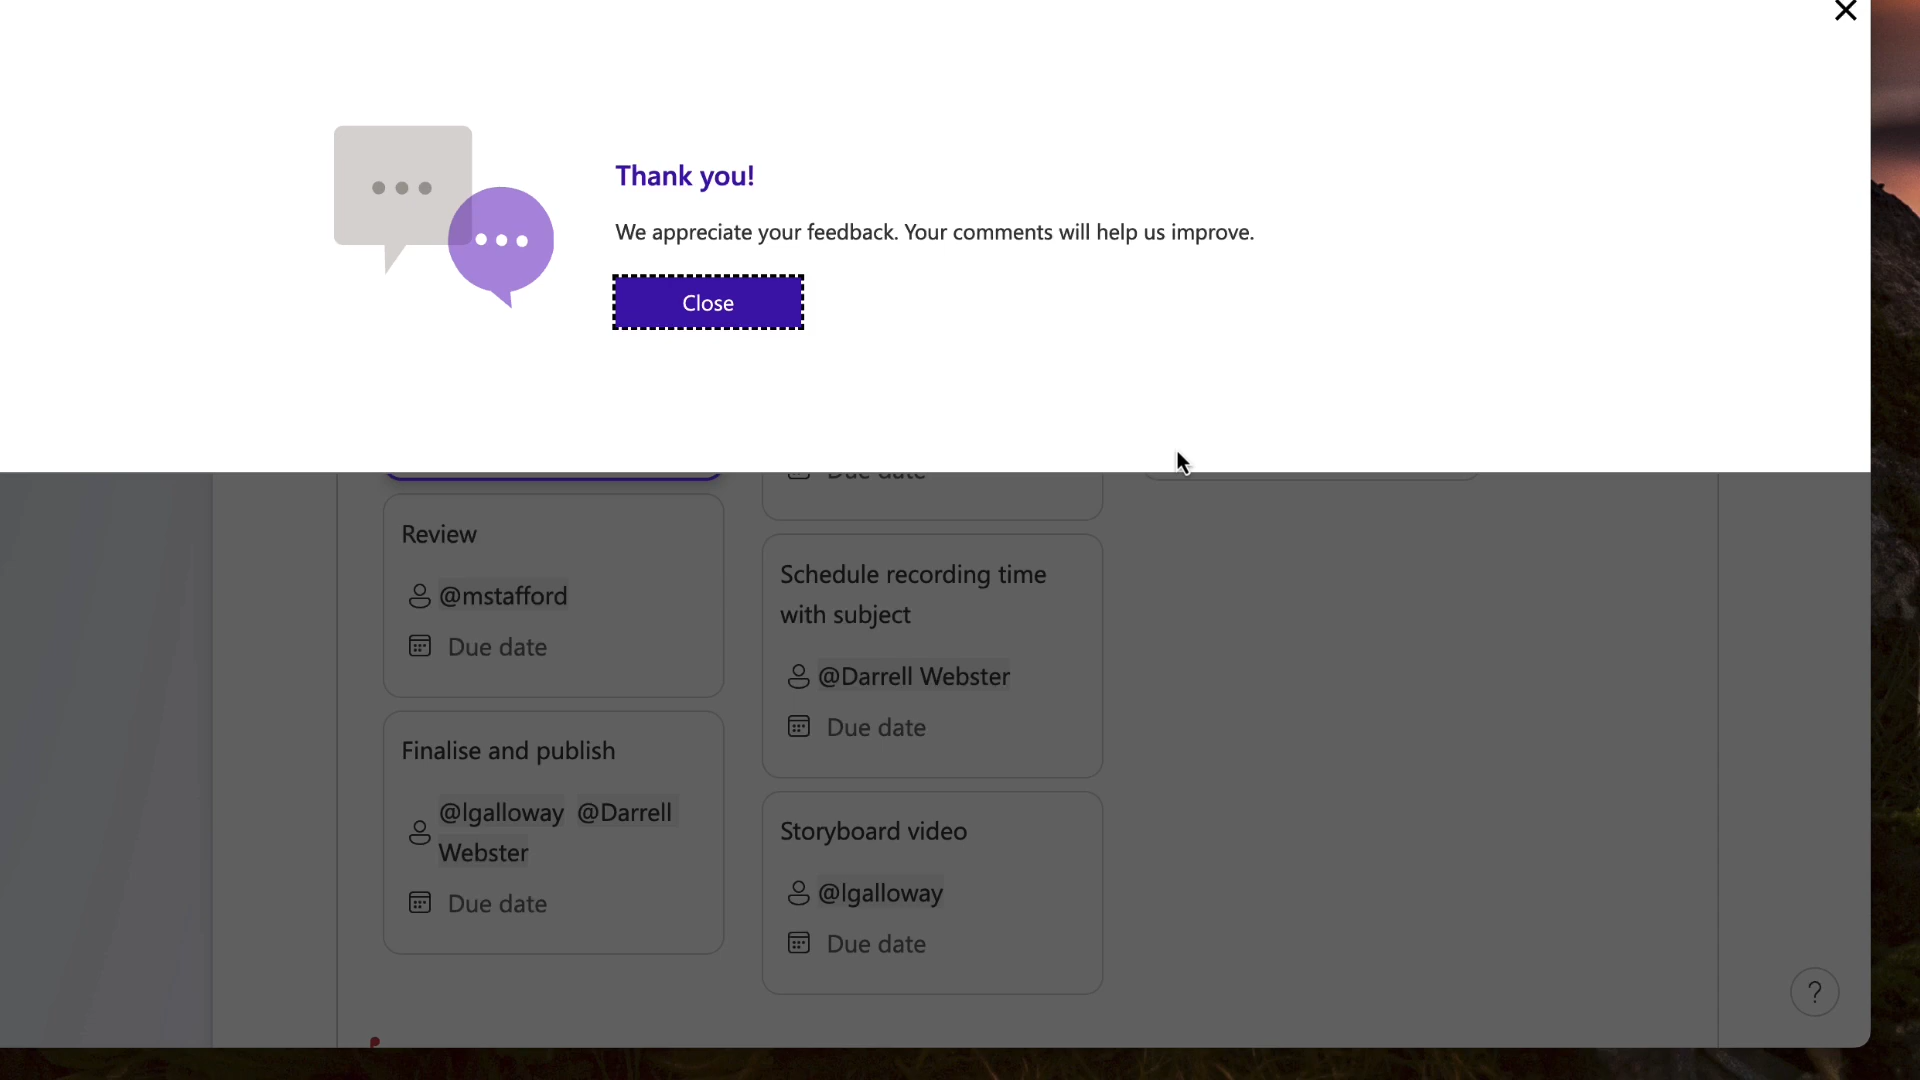 Thank you!
We appreciate your feedback. Your comments will help us improve.
Close
Due date
Review
@mstafford
Due date
Finalise and publish
@lgalloway @Darrell
Webster
Due date
Schedule recording time
with subject
@Darrell Webster
Due date
Storyboard video
@lgalloway
Due date
?